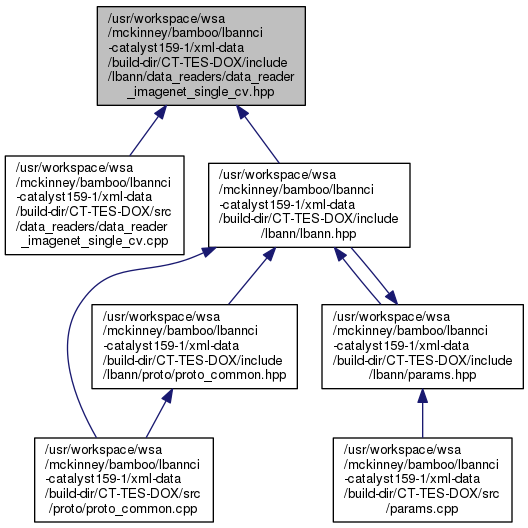 /usr/workspace/wsa
/mckinney/bamboo/lbannci
-catalyst159-1/xml-data
/build-dir/CT-TES-DOX/include
/lbann/data_readers/data_reader
_imagenet_single_cv.hpp
/usr/workspace/wsa
/mckinney/bamboo/lbannci
-catalyst159-1/xml-data
/build-dir/CT-TES-DOX/src
/data_readers/data_reader
_imagenet_single_cv.cpp
/usr/workspace/wsa
/mckinney/bamboo/lbannci
-catalyst159-1/xml-data
/build-dir/CT-TES-DOX/include
/lbann/lbann.hpp
/usr/workspace/wsa
/mckinney/bamboo/lbannci
-catalyst159-1/xml-data
/build-dir/CT-TES-DOX/include
/lbann/proto/proto_common.hpp
/usr/workspace/wsa
/mckinney/bamboo/lbannci
-catalyst159-1/xml-data
/build-dir/CT-TES-DOX/include
/lbann/params.hpp
/usr/workspace/wsa
/mckinney/bamboo/lbannci
-catalyst159-1/xml-data
/build-dir/CT-TES-DOX/src
/proto/proto_common.cpp
/usr/workspace/wsa
/mckinney/bamboo/lbannci
-catalyst159-1/xml-data
/build-dir/CT-TES-DOX/src
/params.cpp